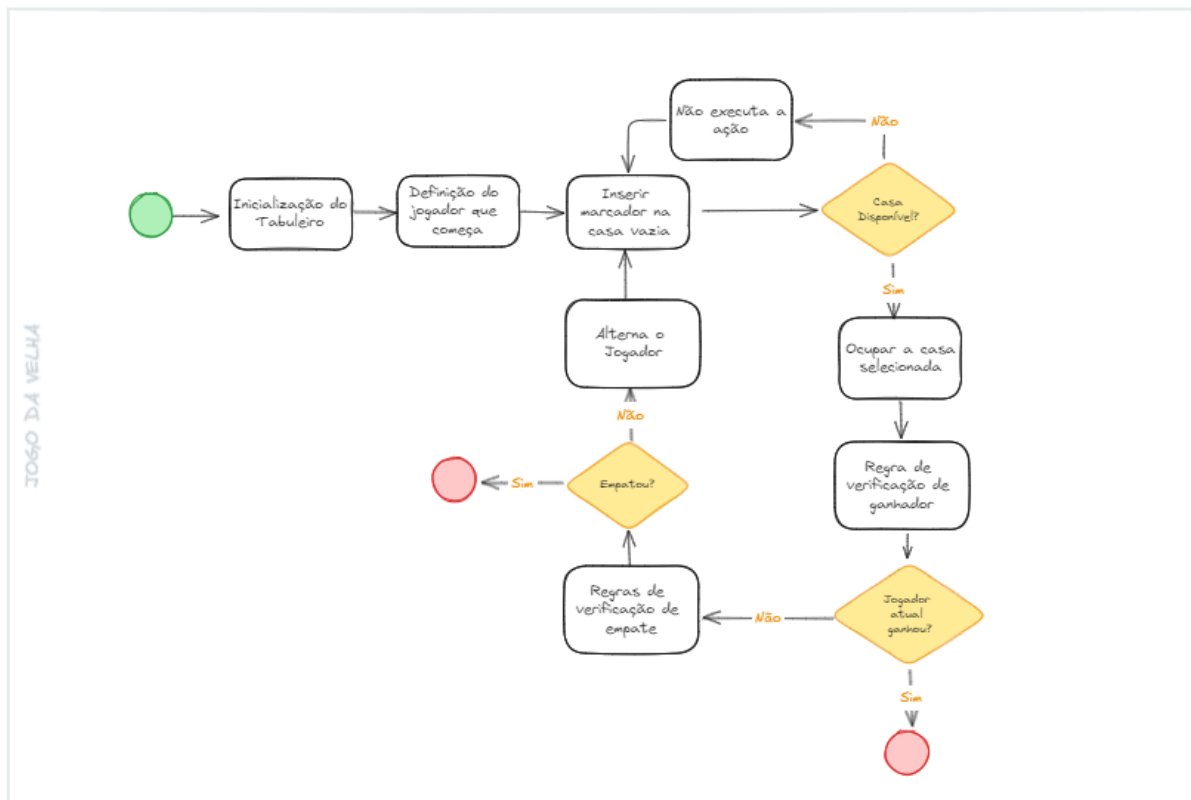 JOGO DA VELHA
Inicialização do
Tabuleiro
Definição do
jogador que
começa
Inserir
marcador na
casa vazia
Não executa a
ação
Não
Casa
Disponível?
Sim
Ocupar a casa
selecionada
Regra de
verificação de
ganhador
Jogador
atual
ganhou?
Sim
Não
Regras de
verificação de
empate
Empatou?
Sim
Não
Alterna o
Jogador